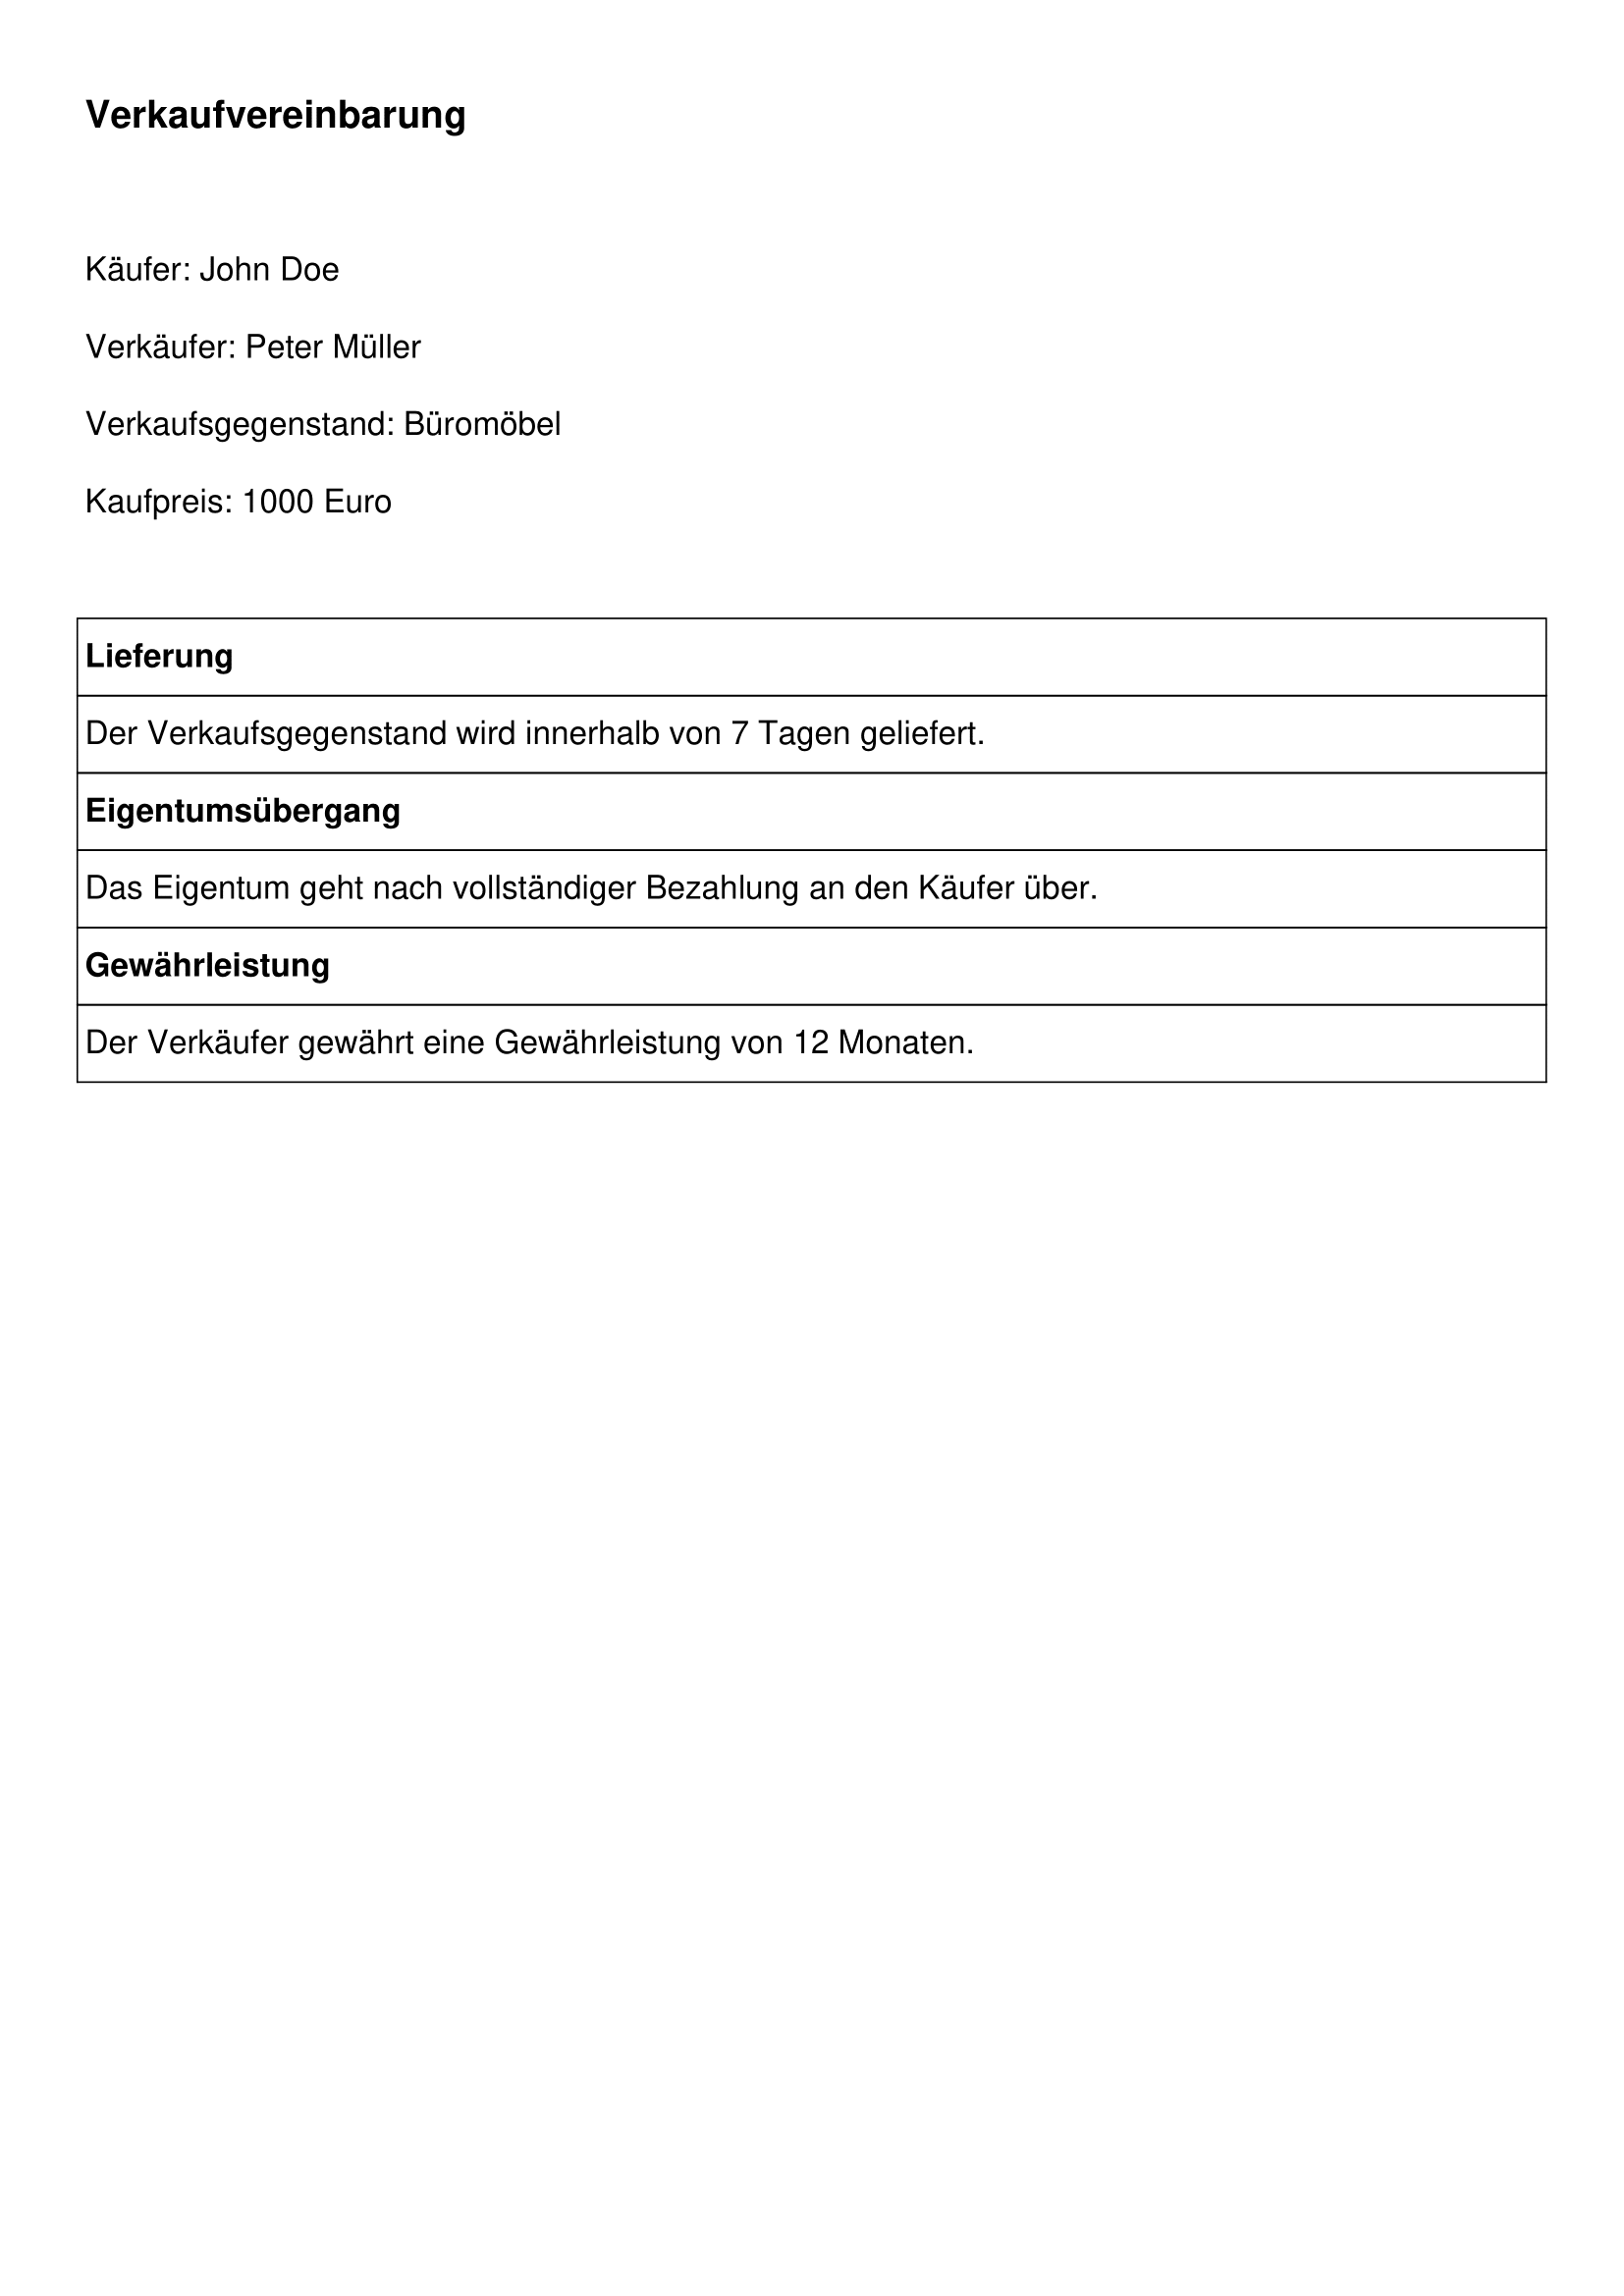 Verkaufvereinbarung
Käufer: John Doe
Verkäufer: Peter Müller
Verkaufsgegenstand: Büromöbel
Kaufpreis: 1000 Euro
Lieferung
Der Verkaufsgegenstand wird innerhalb von 7 Tagen geliefert.
Eigentumsübergang
Das Eigentum geht nach vollständiger Bezahlung an den Käufer über.
Gewährleistung
Der Verkäufer gewährt eine Gewährleistung von 12 Monaten.